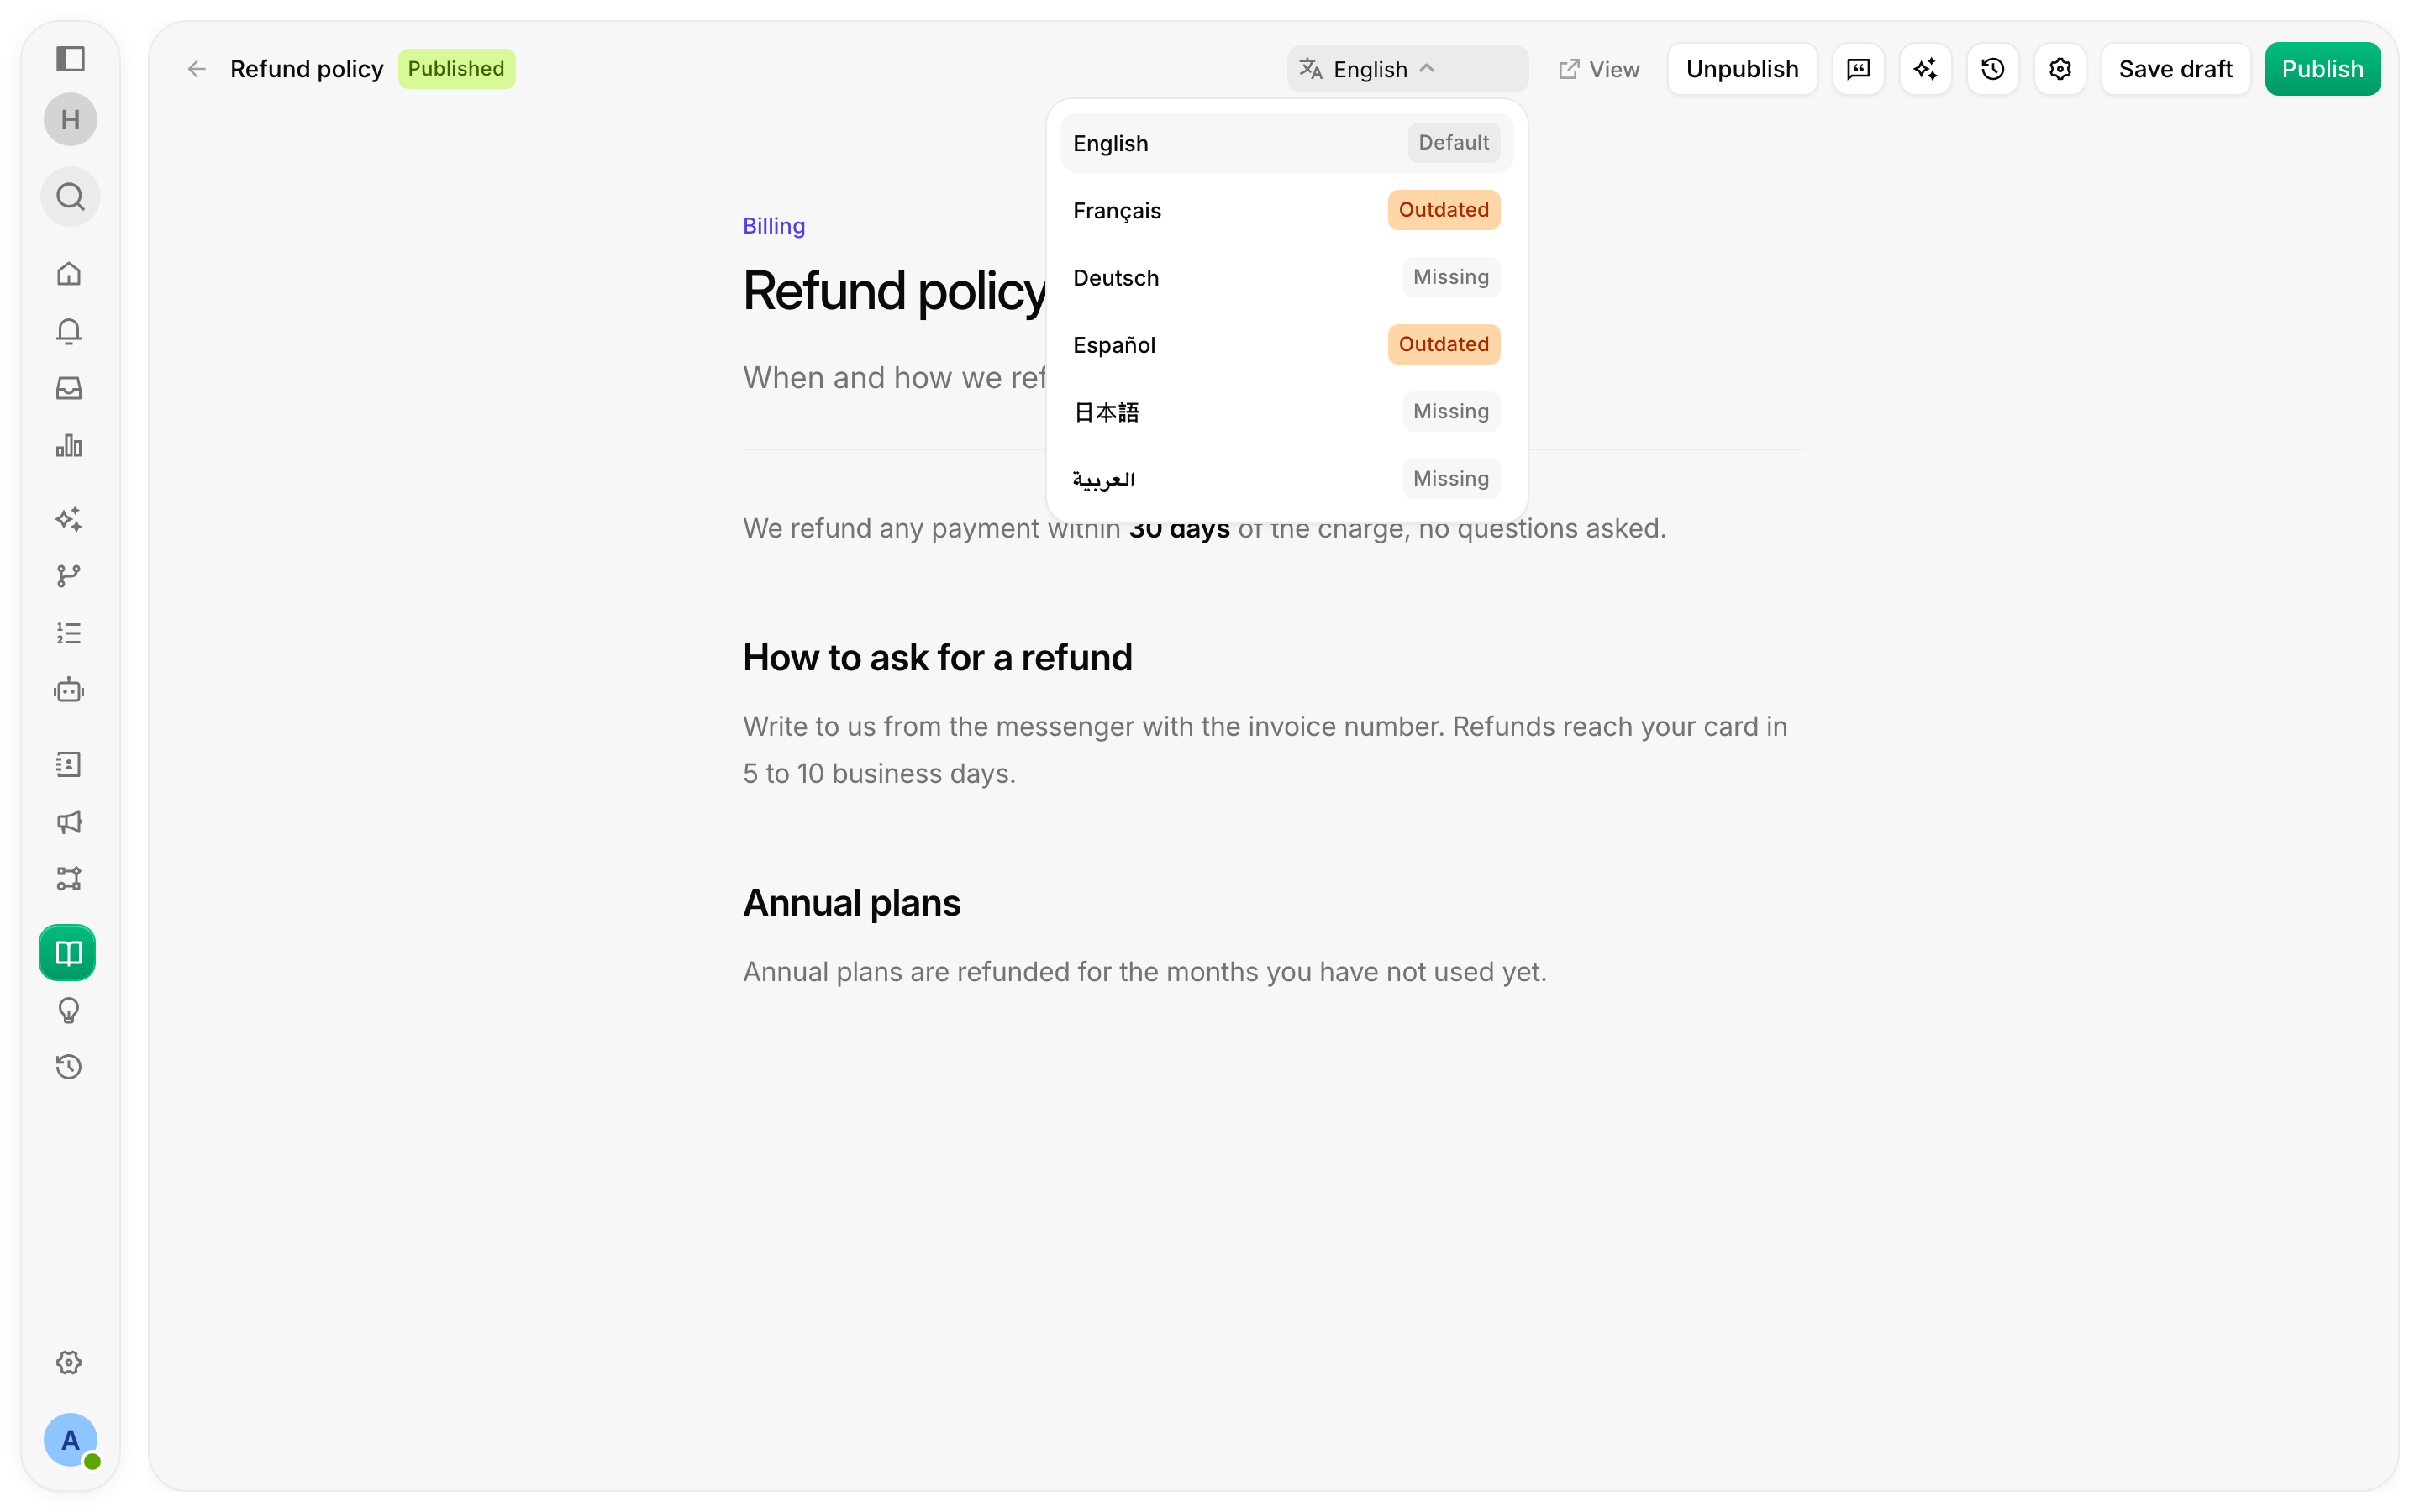 H
Refund policy
Published
English
View
Unpublish
Save draft
Publish
English
Default
Français
Outdated
Deutsch
Missing
Español
Outdated
日本語
Missing
العربية
Missing
Billing
Refund policy
When and how we ref
We refund any payment within 30 days of the charge, no questions asked.
How to ask for a refund
Write to us from the messenger with the invoice number. Refunds reach your card in
5 to 10 business days.
Annual plans
Annual plans are refunded for the months you have not used yet.
A